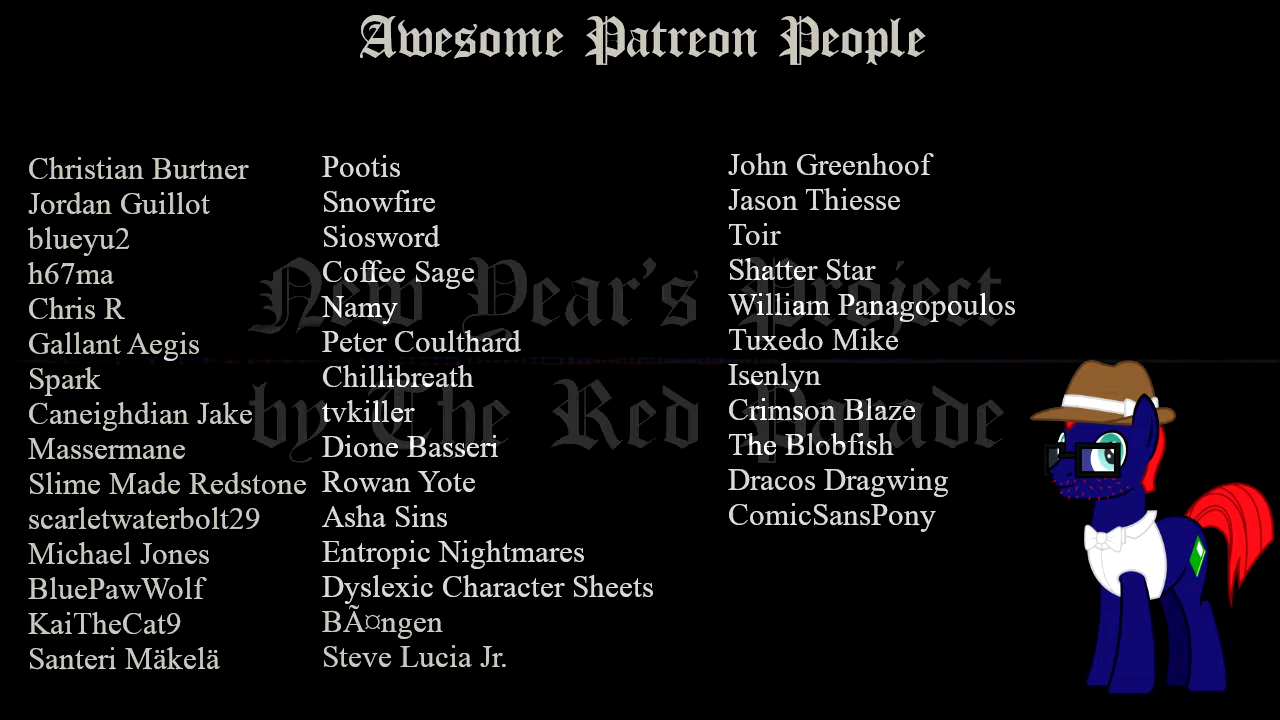 Awesome Patreon People
Christian Burtner
Jordan Guillot
blueyu2
h67ma
Chris R
Gallant Aegis
Spark
Caneighdian Jake
Massermane
Slime Made Redstone
scarletwaterbolt29
Michael Jones
BluePawWolf
KaiTheCat9
Santeri Mäkelä
Pootis
Snowfire
Siosword
Coffee Sage
Namy
Peter Coulthard
Chillibreath
tvkiller
Dione Basseri
Rowan Yote
Asha Sins
Entropic Nightmares
Dyslexic Character Sheets
BÃ¤ngen
Steve Lucia Jr.
John Greenhoof
Jason Thiesse
Toir
Shatter Star
William Panagopoulos
Tuxedo Mike
Isenlyn
Crimson Blaze
The Blobfish
Dracos Dragwing
ComicSansPony
New Year's Project
by The Red Parade